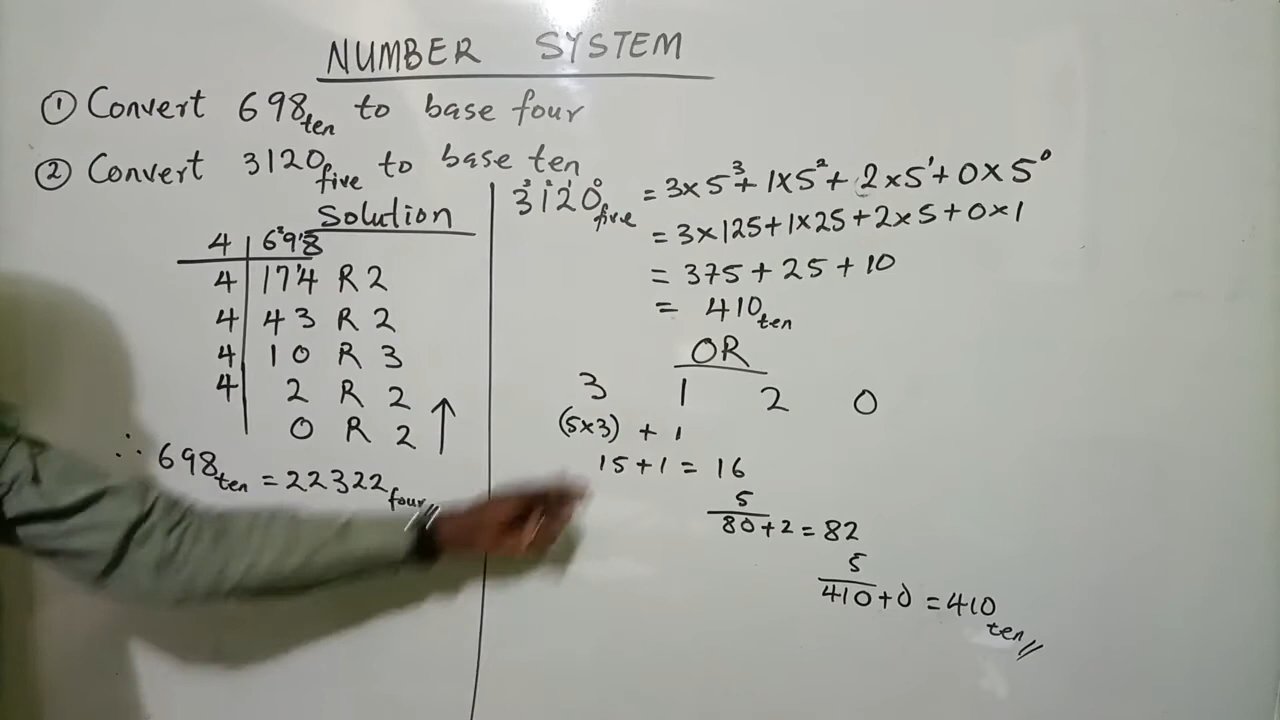 NUMBER SYSTEM
① Convert 698ten to base four
② Convert 3120five to base ten
Solution
4 | 6²9¹8
4 | 17¹4 R 2
4 | 43 R 2
4 | 10 R 3
4 | 2 R 2
0 R 2 ↑
∴ 698ten = 22322four//
3³1²2¹0⁰five = 3×5³+ 1×5²+ 2×5¹+ 0×5⁰
= 3×125+1×25+2×5+0×1
= 375+25+10
= 410ten
OR
3 1 2 0
(5×3) + 1
15+1 = 16
5
80+2 = 82
5
410+0 = 410ten//